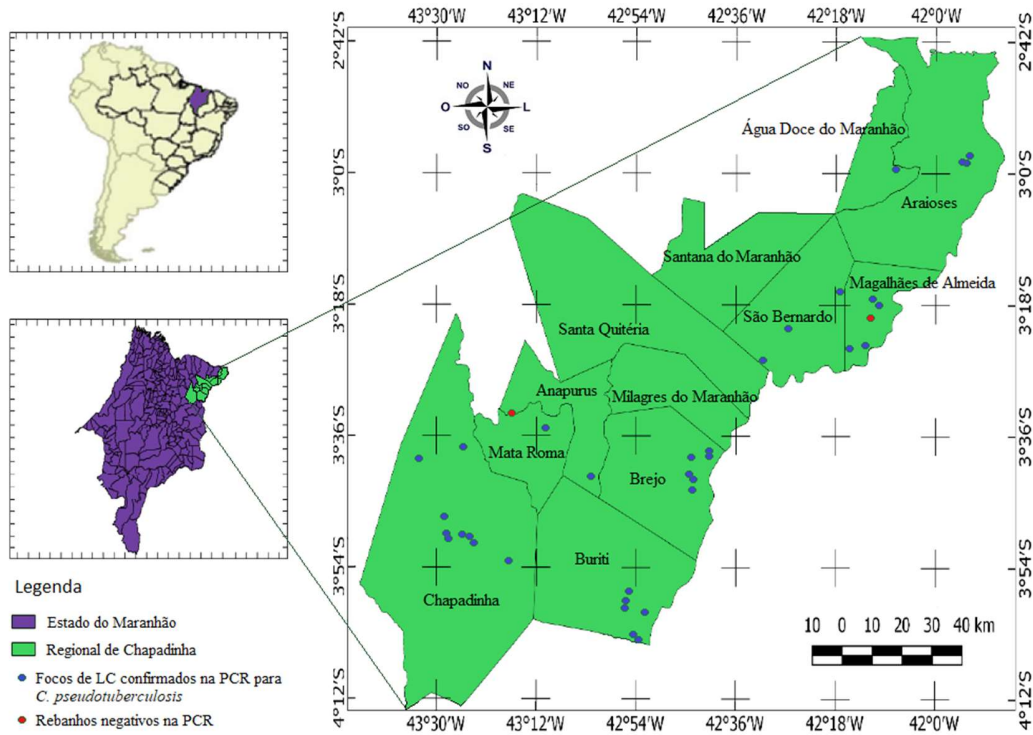 43°30'W 43°12'W 42°54'W 42°36'W 42°18'W 42°0'W
2°42'S 2°42'S
N
NO NE
O L
SO SE
S
Água Doce do Maranhão
3°0'S 3°0'S
Araioses
Santana do Maranhão
Magalhães de Almeida
3°18'S 3°18'S
São Bernardo
Santa Quitéria
Anapurus
Milagres do Maranhão
3°36'S 3°36'S
Mata Roma
Brejo
Buriti
3°54'S 3°54'S
Chapadinha
Legenda
Estado do Maranhão
Regional de Chapadinha
Focos de LC confirmados na PCR para
C. pseudotuberculosis
Rebanhos negativos na PCR
10 0 10 20 30 40 km
4°12'S 4°12'S
43°30'W 43°12'W 42°54'W 42°36'W 42°18'W 42°0'W